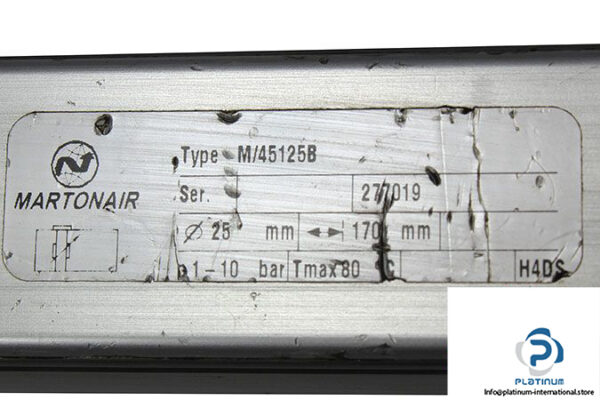 MARTONAIR
Type M/45125B
Ser. 277019
Ø 25 mm ◄─► 170 mm
1-10 bar Tmax 80 °C H4DS
PLATINUM
Info@platinum-international.store